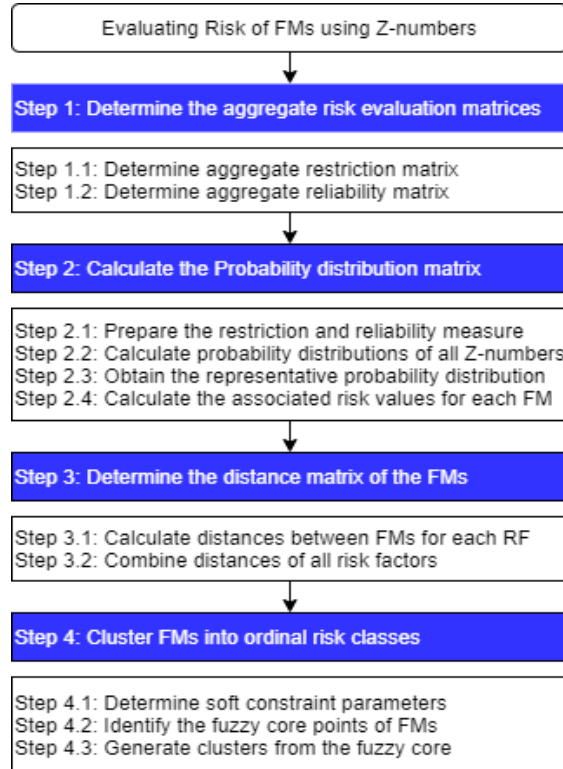 Evaluating Risk of FMs using Z-numbers
Step 1: Determine the aggregate risk evaluation matrices
Step 1.1: Determine aggregate restriction matrix
Step 1.2: Determine aggregate reliability matrix
Step 2: Calculate the Probability distribution matrix
Step 2.1: Prepare the restriction and reliability measure
Step 2.2: Calculate probability distributions of all Z-numbers
Step 2.3: Obtain the representative probability distribution
Step 2.4: Calculate the associated risk values for each FM
Step 3: Determine the distance matrix of the FMs
Step 3.1: Calculate distances between FMs for each RF
Step 3.2: Combine distances of all risk factors
Step 4: Cluster FMs into ordinal risk classes
Step 4.1: Determine soft constraint parameters
Step 4.2: Identify the fuzzy core points of FMs
Step 4.3: Generate clusters from the fuzzy core